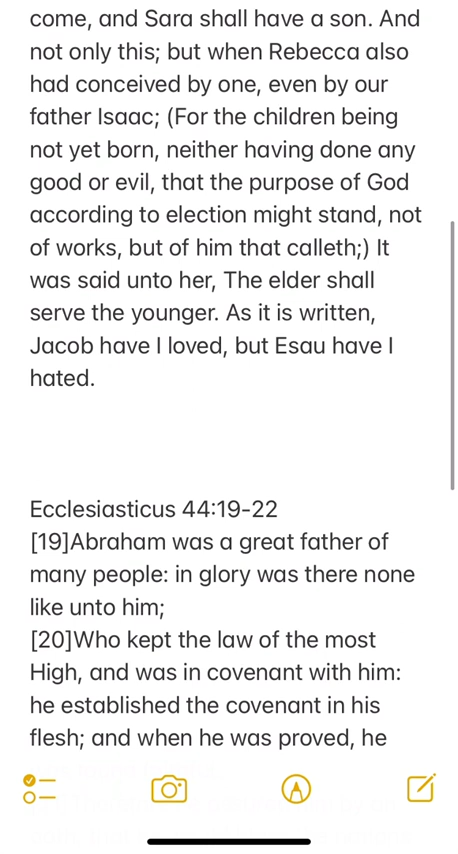 come, and Sara shall have a son. And
not only this; but when Rebecca also
had conceived by one, even by our
father Isaac; (For the children being
not yet born, neither having done any
good or evil, that the purpose of God
according to election might stand, not
of works, but of him that calleth;) It
was said unto her, The elder shall
serve the younger. As it is written,
Jacob have I loved, but Esau have I
hated.
Ecclesiasticus 44:19-22
[19]Abraham was a great father of
many people: in glory was there none
like unto him;
[20]Who kept the law of the most
High, and was in covenant with him:
he established the covenant in his
flesh; and when he was proved, he